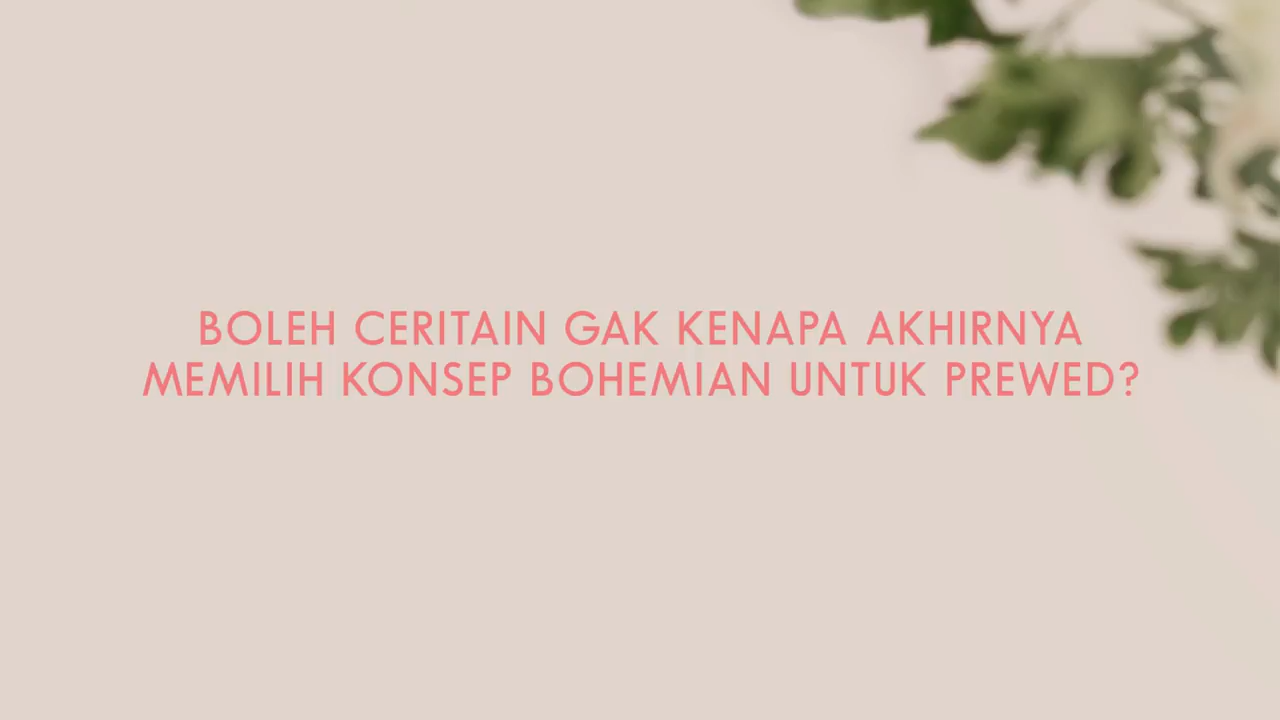 BOLEH CERITAIN GAK KENAPA AKHIRNYA
MEMILIH KONSEP BOHEMIAN UNTUK PREWED?